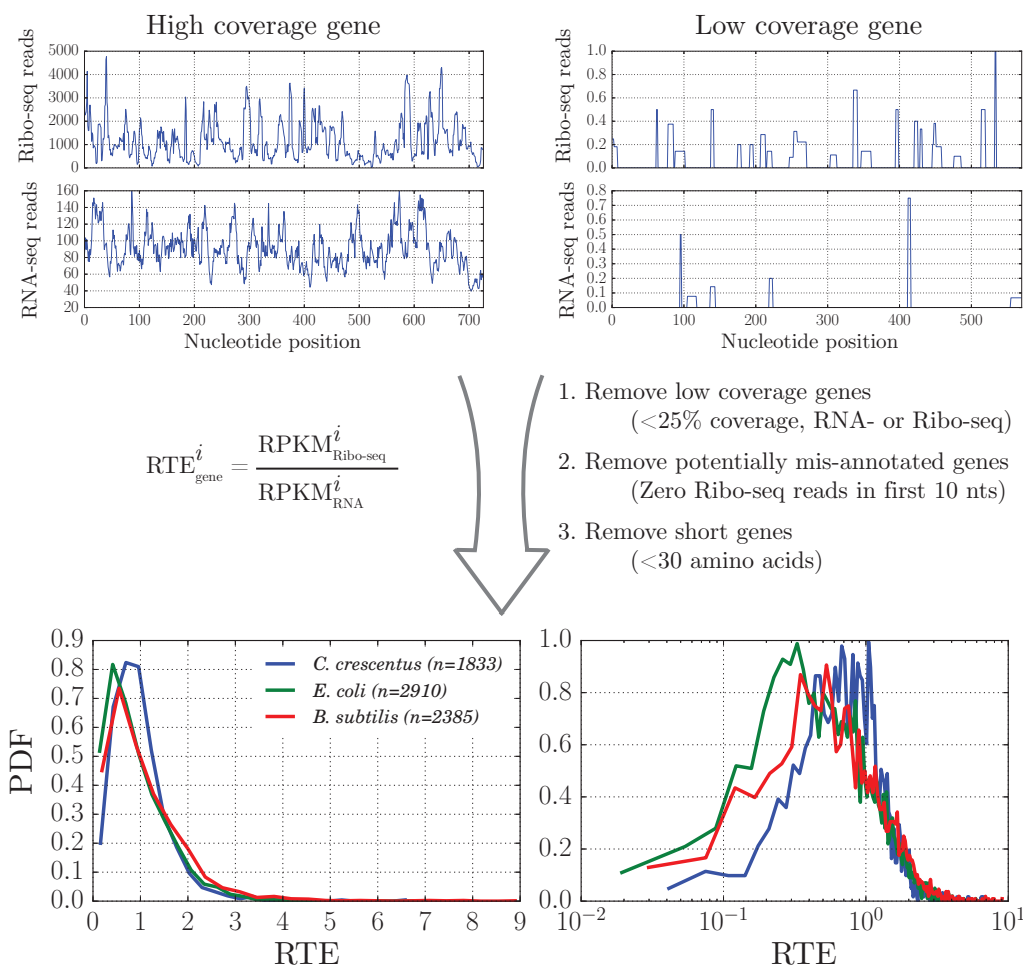 High coverage gene
Ribo-seq reads
5000
4000
3000
2000
1000
0
RNA-seq reads
160
140
120
100
80
60
40
20
0 100 200 300 400 500 600 700
Nucleotide position
Low coverage gene
Ribo-seq reads
1.0
0.8
0.6
0.4
0.2
0.0
RNA-seq reads
0.8
0.7
0.6
0.5
0.4
0.3
0.2
0.1
0.0
0 100 200 300 400 500
Nucleotide position
RTE^i_gene = RPKM^i_Ribo-seq / RPKM^i_RNA
1. Remove low coverage genes
(<25% coverage, RNA- or Ribo-seq)
2. Remove potentially mis-annotated genes
(Zero Ribo-seq reads in first 10 nts)
3. Remove short genes
(<30 amino acids)
PDF
0.9
0.8
0.7
0.6
0.5
0.4
0.3
0.2
0.1
0.0
0 1 2 3 4 5 6 7 8 9
RTE
C. crescentus (n=1833)
E. coli (n=2910)
B. subtilis (n=2385)
1.0
0.8
0.6
0.4
0.2
0.0
10⁻² 10⁻¹ 10⁰ 10¹
RTE